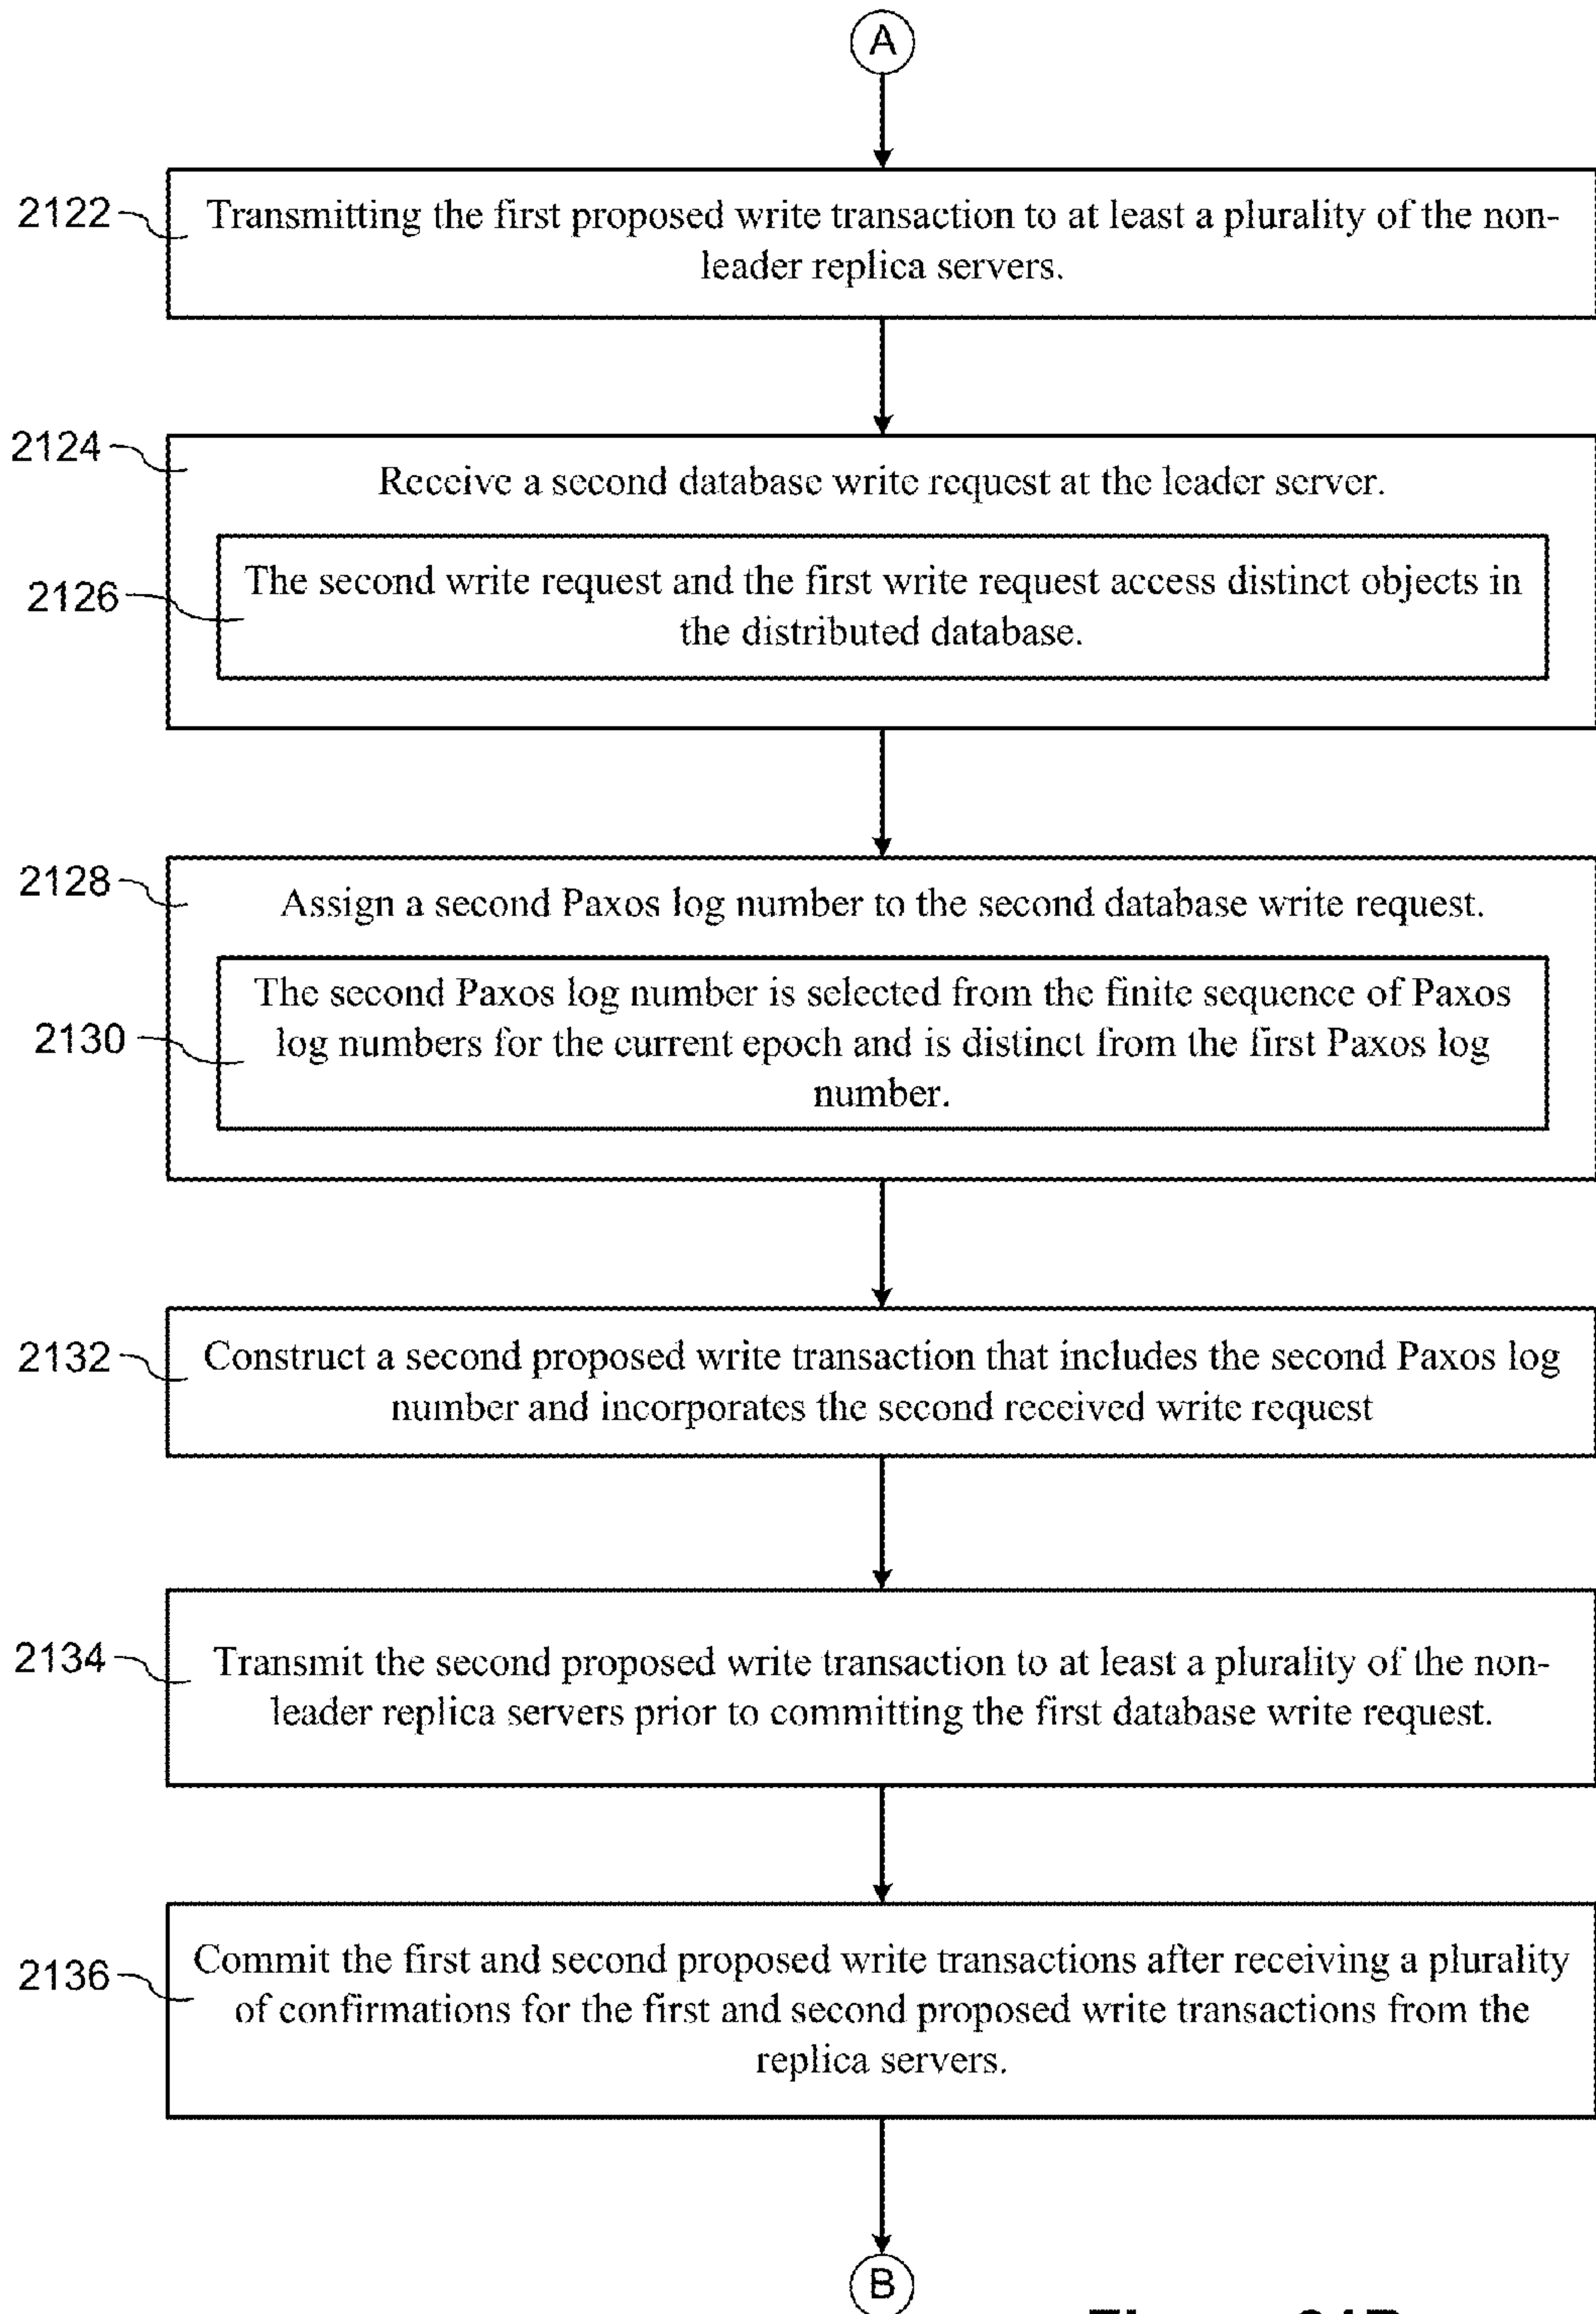 A
2122
Transmitting the first proposed write transaction to at least a plurality of the non-
leader replica servers.
2124
Receive a second database write request at the leader server.
2126
The second write request and the first write request access distinct objects in
the distributed database.
2128
Assign a second Paxos log number to the second database write request.
2130
The second Paxos log number is selected from the finite sequence of Paxos
log numbers for the current epoch and is distinct from the first Paxos log
number.
2132
Construct a second proposed write transaction that includes the second Paxos log
number and incorporates the second received write request
2134
Transmit the second proposed write transaction to at least a plurality of the non-
leader replica servers prior to committing the first database write request.
2136
Commit the first and second proposed write transactions after receiving a plurality
of confirmations for the first and second proposed write transactions from the
replica servers.
B